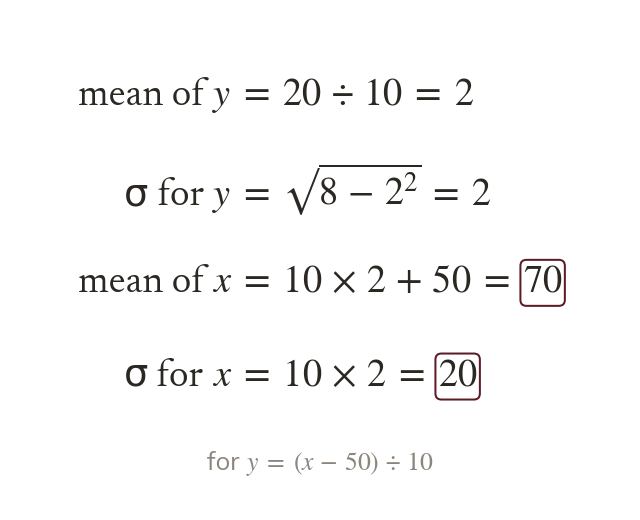 mean of y = 20 ÷ 10 = 2
σ for y = √(8 − 2²) = 2
mean of x = 10 × 2 + 50 = 70
σ for x = 10 × 2 = 20
for y = (x − 50) ÷ 10